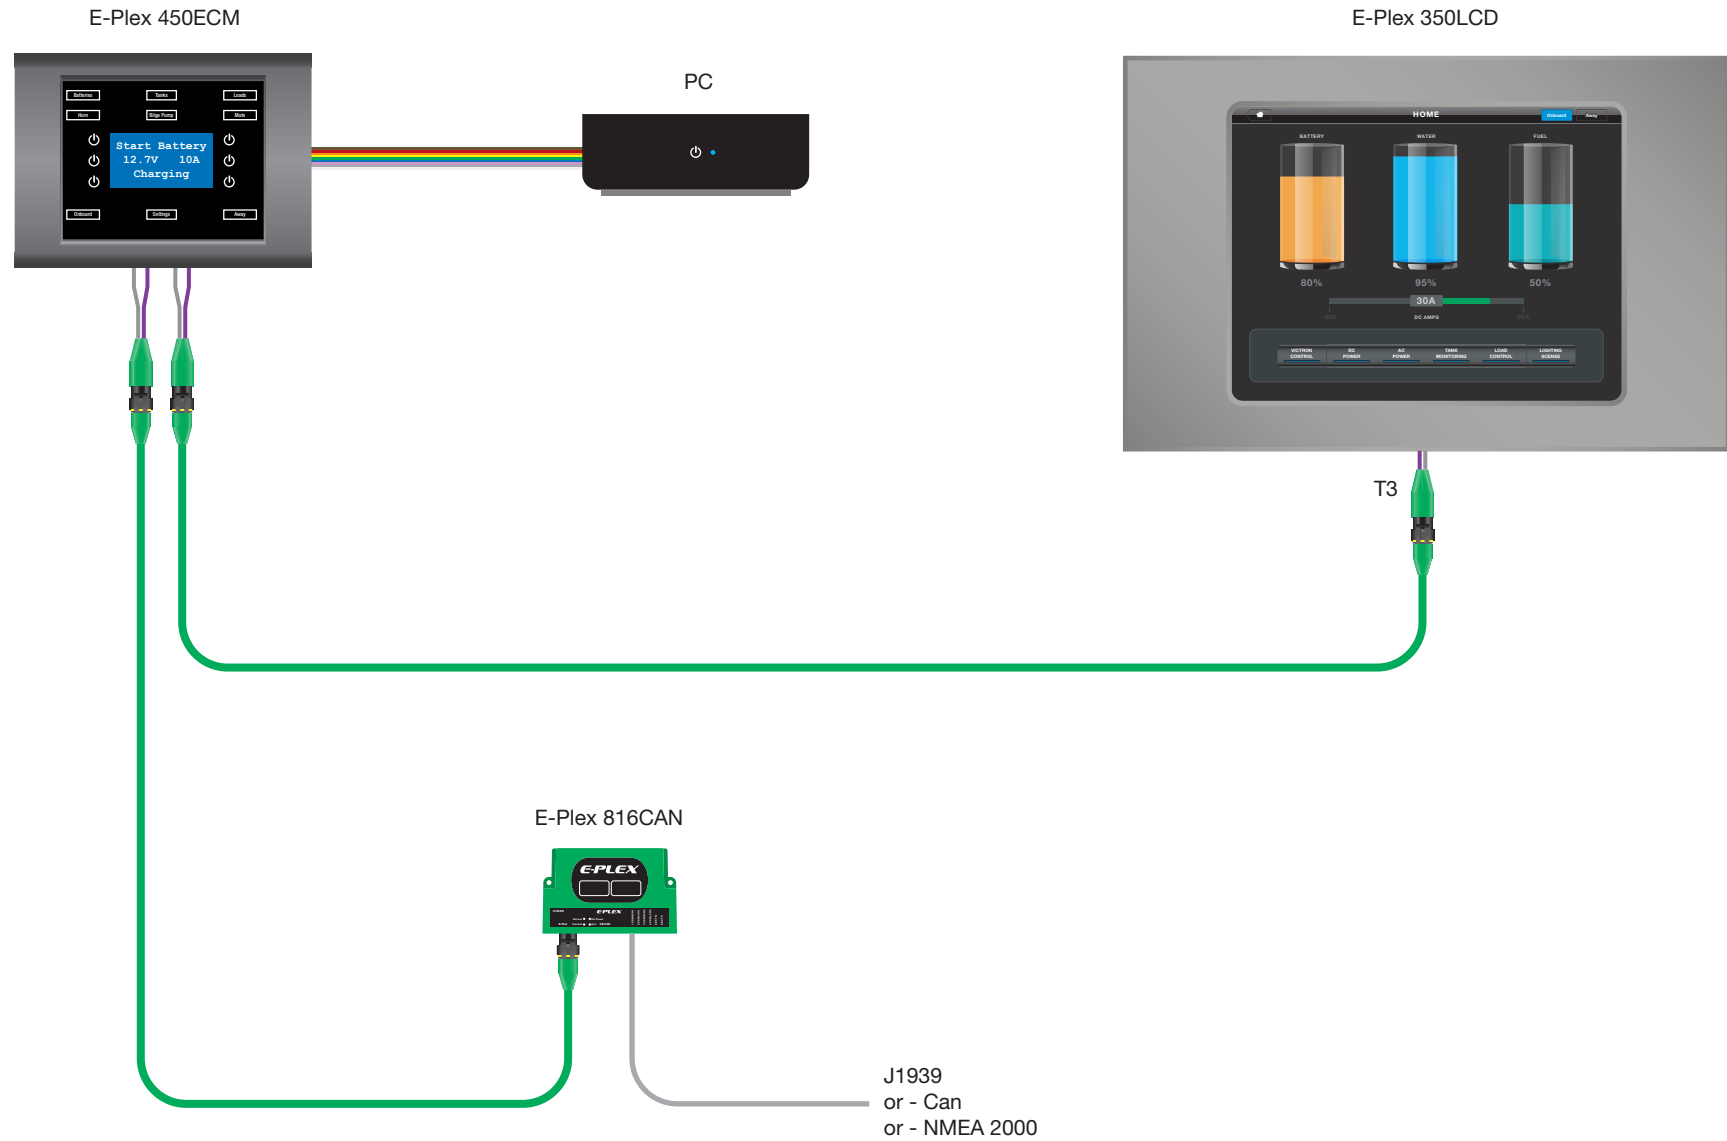 E-Plex 450ECM
E-Plex 350LCD
PC
Batteries
Tanks
Loads
Horn
Bilge Pump
Mute
Start Battery
12.7V 10A
Charging
Onboard
Settings
Away
HOME
Onboard
Away
BATTERY
WATER
FUEL
80%
95%
50%
30A
DC AMPS
VICTRON
CONTROL
DC
POWER
AC
POWER
TANK
MONITORING
LOAD
CONTROL
LIGHTING
SCENES
T3
E-Plex 816CAN
E-PLEX
E-PLEX
J1939
or - Can
or - NMEA 2000